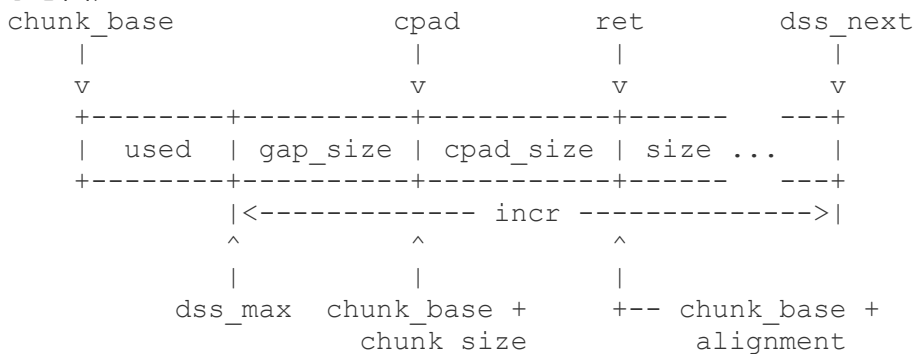 chunk_base cpad ret dss_next
| | | |
v v v v
+--------+----------+-----------+------ ---+
| used | gap_size | cpad_size | size ... |
+--------+----------+-----------+------ ---+
|<------------- incr -------------->|
^ ^ ^
| | |
dss_max chunk_base + +-- chunk_base +
chunk size alignment